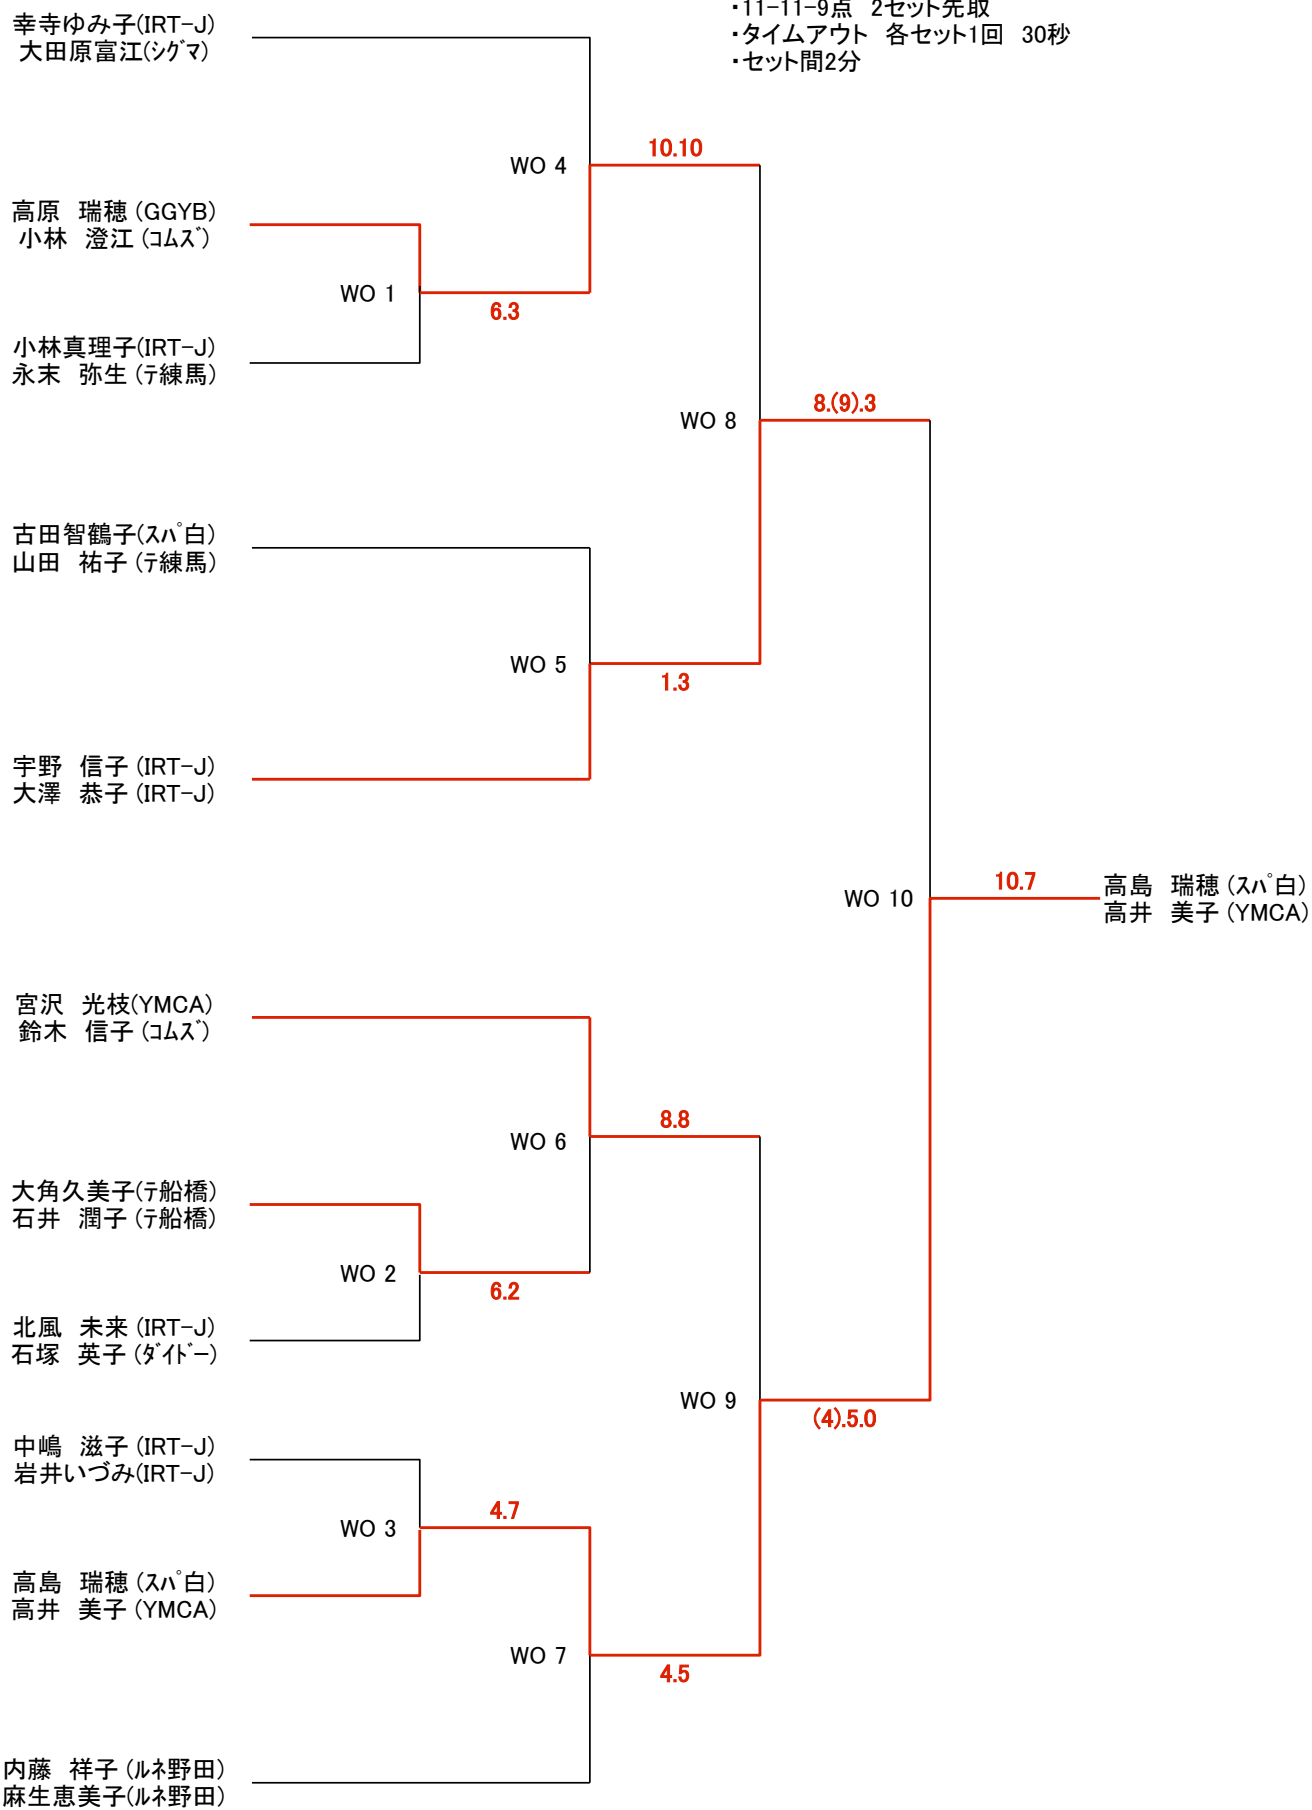 ・11-11-9点 2セット先取
・タイムアウト 各セット1回 30秒
・セット間2分
幸寺ゆみ子(IRT-J)
大田原富江(ｼｸﾞﾏ)
WO 4
10.10
高原 瑞穂 (GGYB)
小林 澄江 (ｺﾑｽﾞ)
WO 1
6.3
小林真理子(IRT-J)
永末 弥生 (ﾃ練馬)
WO 8
8.(9).3
古田智鶴子(ｽﾊﾟ白)
山田 祐子 (ﾃ練馬)
WO 5
1.3
宇野 信子 (IRT-J)
大澤 恭子 (IRT-J)
WO 10
10.7
高島 瑞穂 (ｽﾊﾟ白)
高井 美子 (YMCA)
宮沢 光枝(YMCA)
鈴木 信子 (ｺﾑｽﾞ)
WO 6
8.8
大角久美子(ﾃ船橋)
石井 潤子 (ﾃ船橋)
WO 2
6.2
北風 未来 (IRT-J)
石塚 英子 (ﾀﾞｲﾄﾞｰ)
WO 9
(4).5.0
中嶋 滋子 (IRT-J)
岩井いづみ(IRT-J)
WO 3
4.7
高島 瑞穂 (ｽﾊﾟ白)
高井 美子 (YMCA)
WO 7
4.5
内藤 祥子 (ﾙﾈ野田)
麻生恵美子(ﾙﾈ野田)